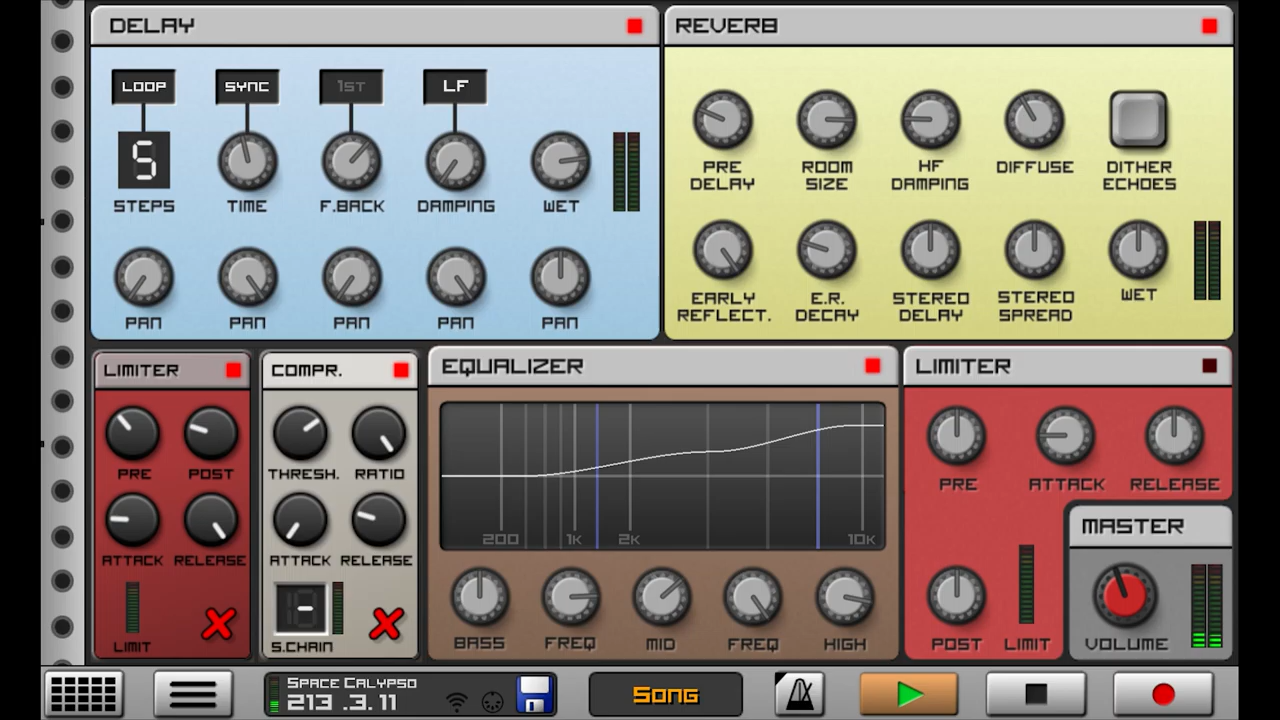 DELAY
REVERB
LOOP SYNC 1ST LF
STEPS TIME F.BACK DAMPING WET
PAN PAN PAN PAN PAN
PRE DELAY
ROOM SIZE
HF DAMPING
DIFFUSE
DITHER ECHOES
EARLY REFLECT.
E.R. DECAY
STEREO DELAY
STEREO SPREAD
WET
LIMITER
PRE POST
ATTACK RELEASE
LIMIT
COMPR.
THRESH. RATIO
ATTACK RELEASE
S.CHAIN
EQUALIZER
200 1K 2K 10K
BASS FREQ MID FREQ HIGH
LIMITER
PRE ATTACK RELEASE
POST LIMIT
MASTER
VOLUME
SPACE CALYPSO
213 .3. 11
SONG